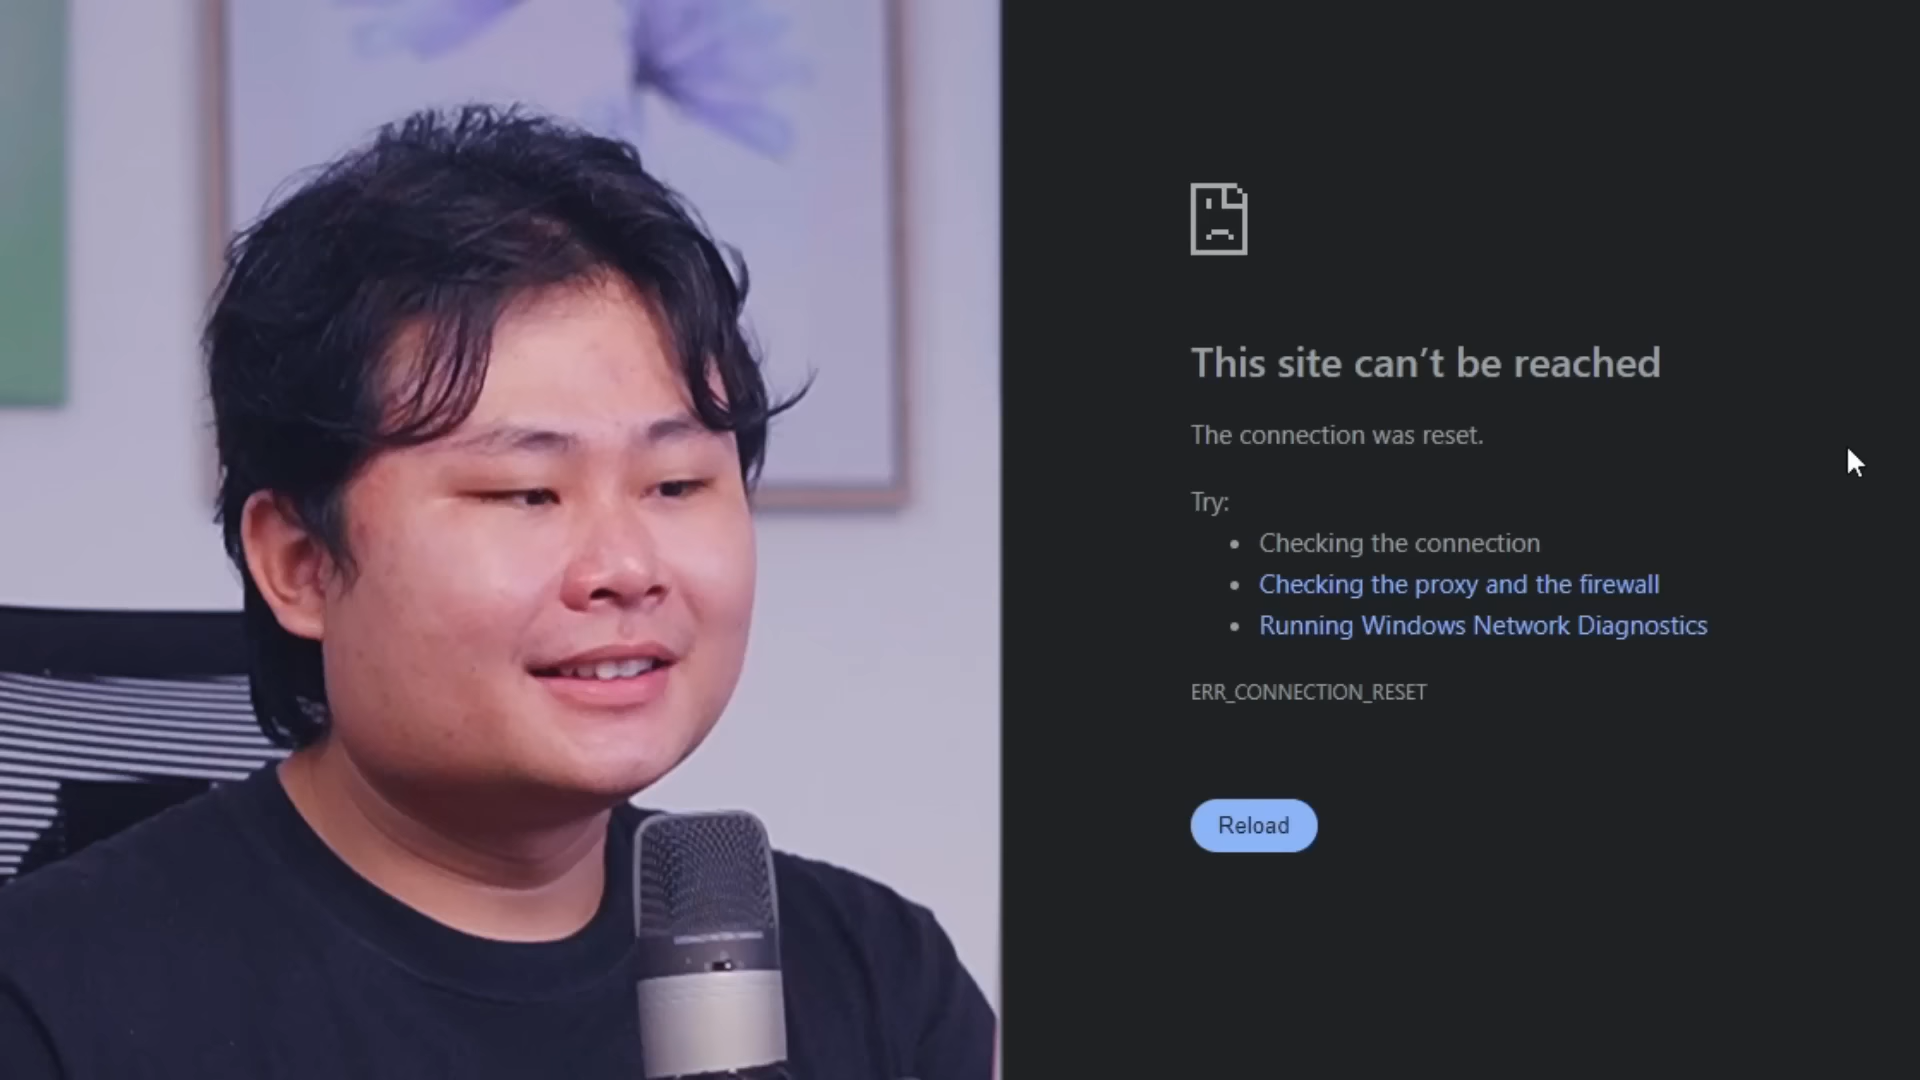 This site can’t be reached
The connection was reset.
Try:
Checking the connection
Checking the proxy and the firewall
Running Windows Network Diagnostics
ERR_CONNECTION_RESET
Reload